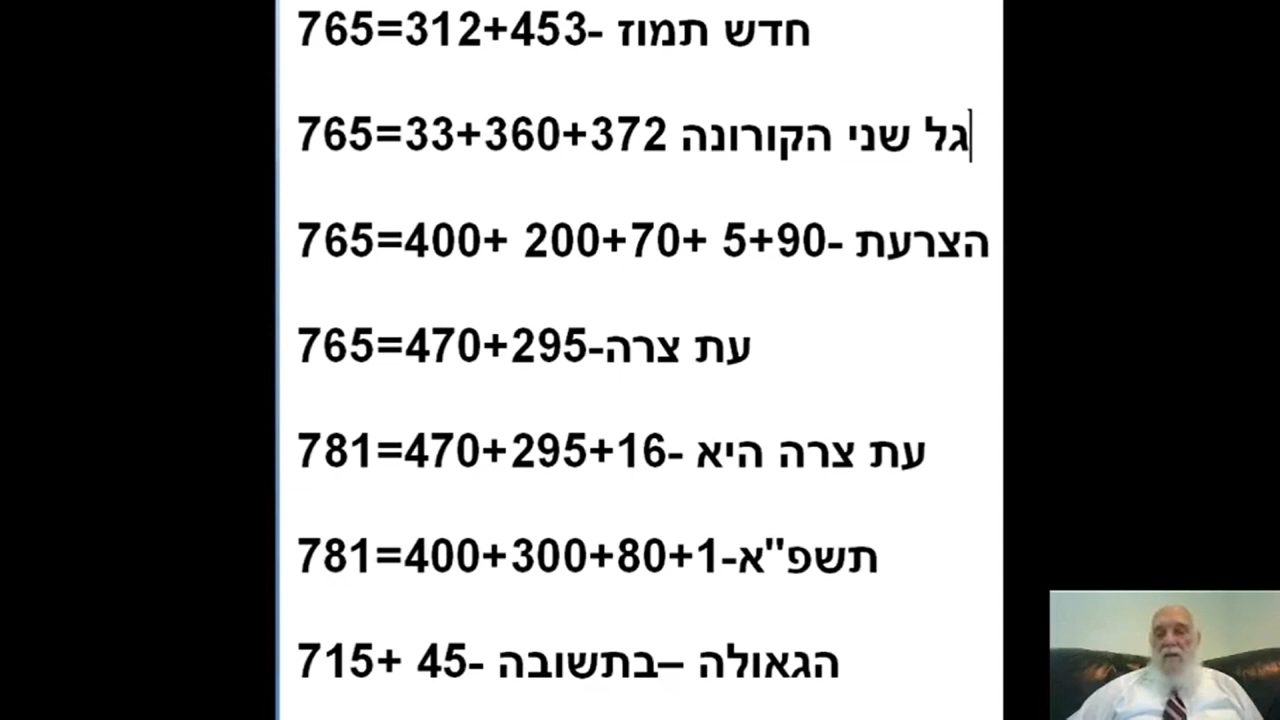 חדש תמוז -453+312=765
גל שני הקורונה 372+360+33=765
הצרעת -90+5 +70+200 +400=765
עת צרה-295+470=765
עת צרה היא -16+295+470=781
תשפ"א-1+80+300+400=781
הגאולה –בתשובה -45 +715